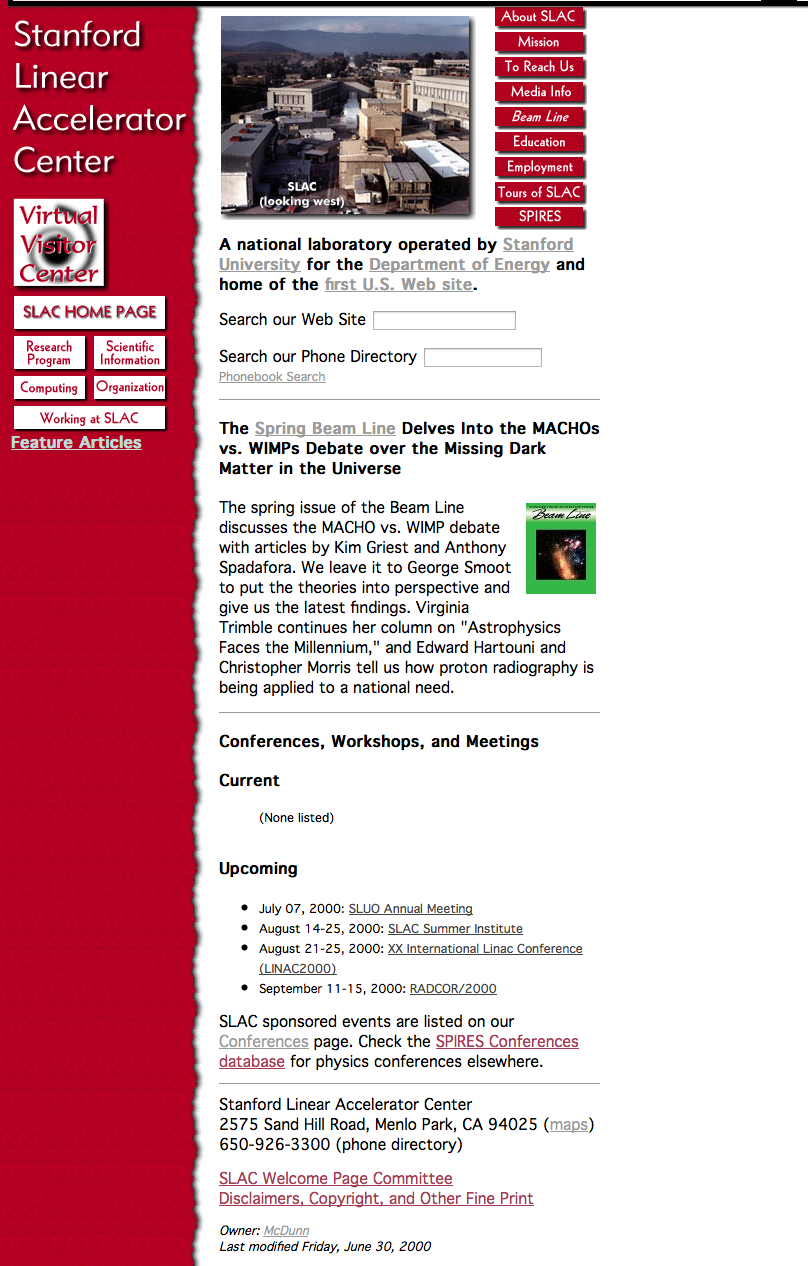 Stanford
Linear
Accelerator
Center
Virtual
Visitor
Center
SLAC HOME PAGE
Research
Program
Scientific
Information
Computing
Organization
Working at SLAC
Feature Articles
SLAC
(looking west)
About SLAC
Mission
To Reach Us
Media Info
Beam Line
Education
Employment
Tours of SLAC
SPIRES
A national laboratory operated by Stanford
University for the Department of Energy and
home of the first U.S. Web site.
Search our Web Site
Search our Phone Directory
Phonebook Search
The Spring Beam Line Delves Into the MACHOs
vs. WIMPs Debate over the Missing Dark
Matter in the Universe
The spring issue of the Beam Line
discusses the MACHO vs. WIMP debate
with articles by Kim Griest and Anthony
Spadafora. We leave it to George Smoot
to put the theories into perspective and
give us the latest findings. Virginia
Trimble continues her column on "Astrophysics
Faces the Millennium," and Edward Hartouni and
Christopher Morris tell us how proton radiography is
being applied to a national need.
Beam Line
Conferences, Workshops, and Meetings
Current
(None listed)
Upcoming
• July 07, 2000: SLUO Annual Meeting
• August 14-25, 2000: SLAC Summer Institute
• August 21-25, 2000: XX International Linac Conference
(LINAC2000)
• September 11-15, 2000: RADCOR/2000
SLAC sponsored events are listed on our
Conferences page. Check the SPIRES Conferences
database for physics conferences elsewhere.
Stanford Linear Accelerator Center
2575 Sand Hill Road, Menlo Park, CA 94025 (maps)
650-926-3300 (phone directory)
SLAC Welcome Page Committee
Disclaimers, Copyright, and Other Fine Print
Owner: McDunn
Last modified Friday, June 30, 2000